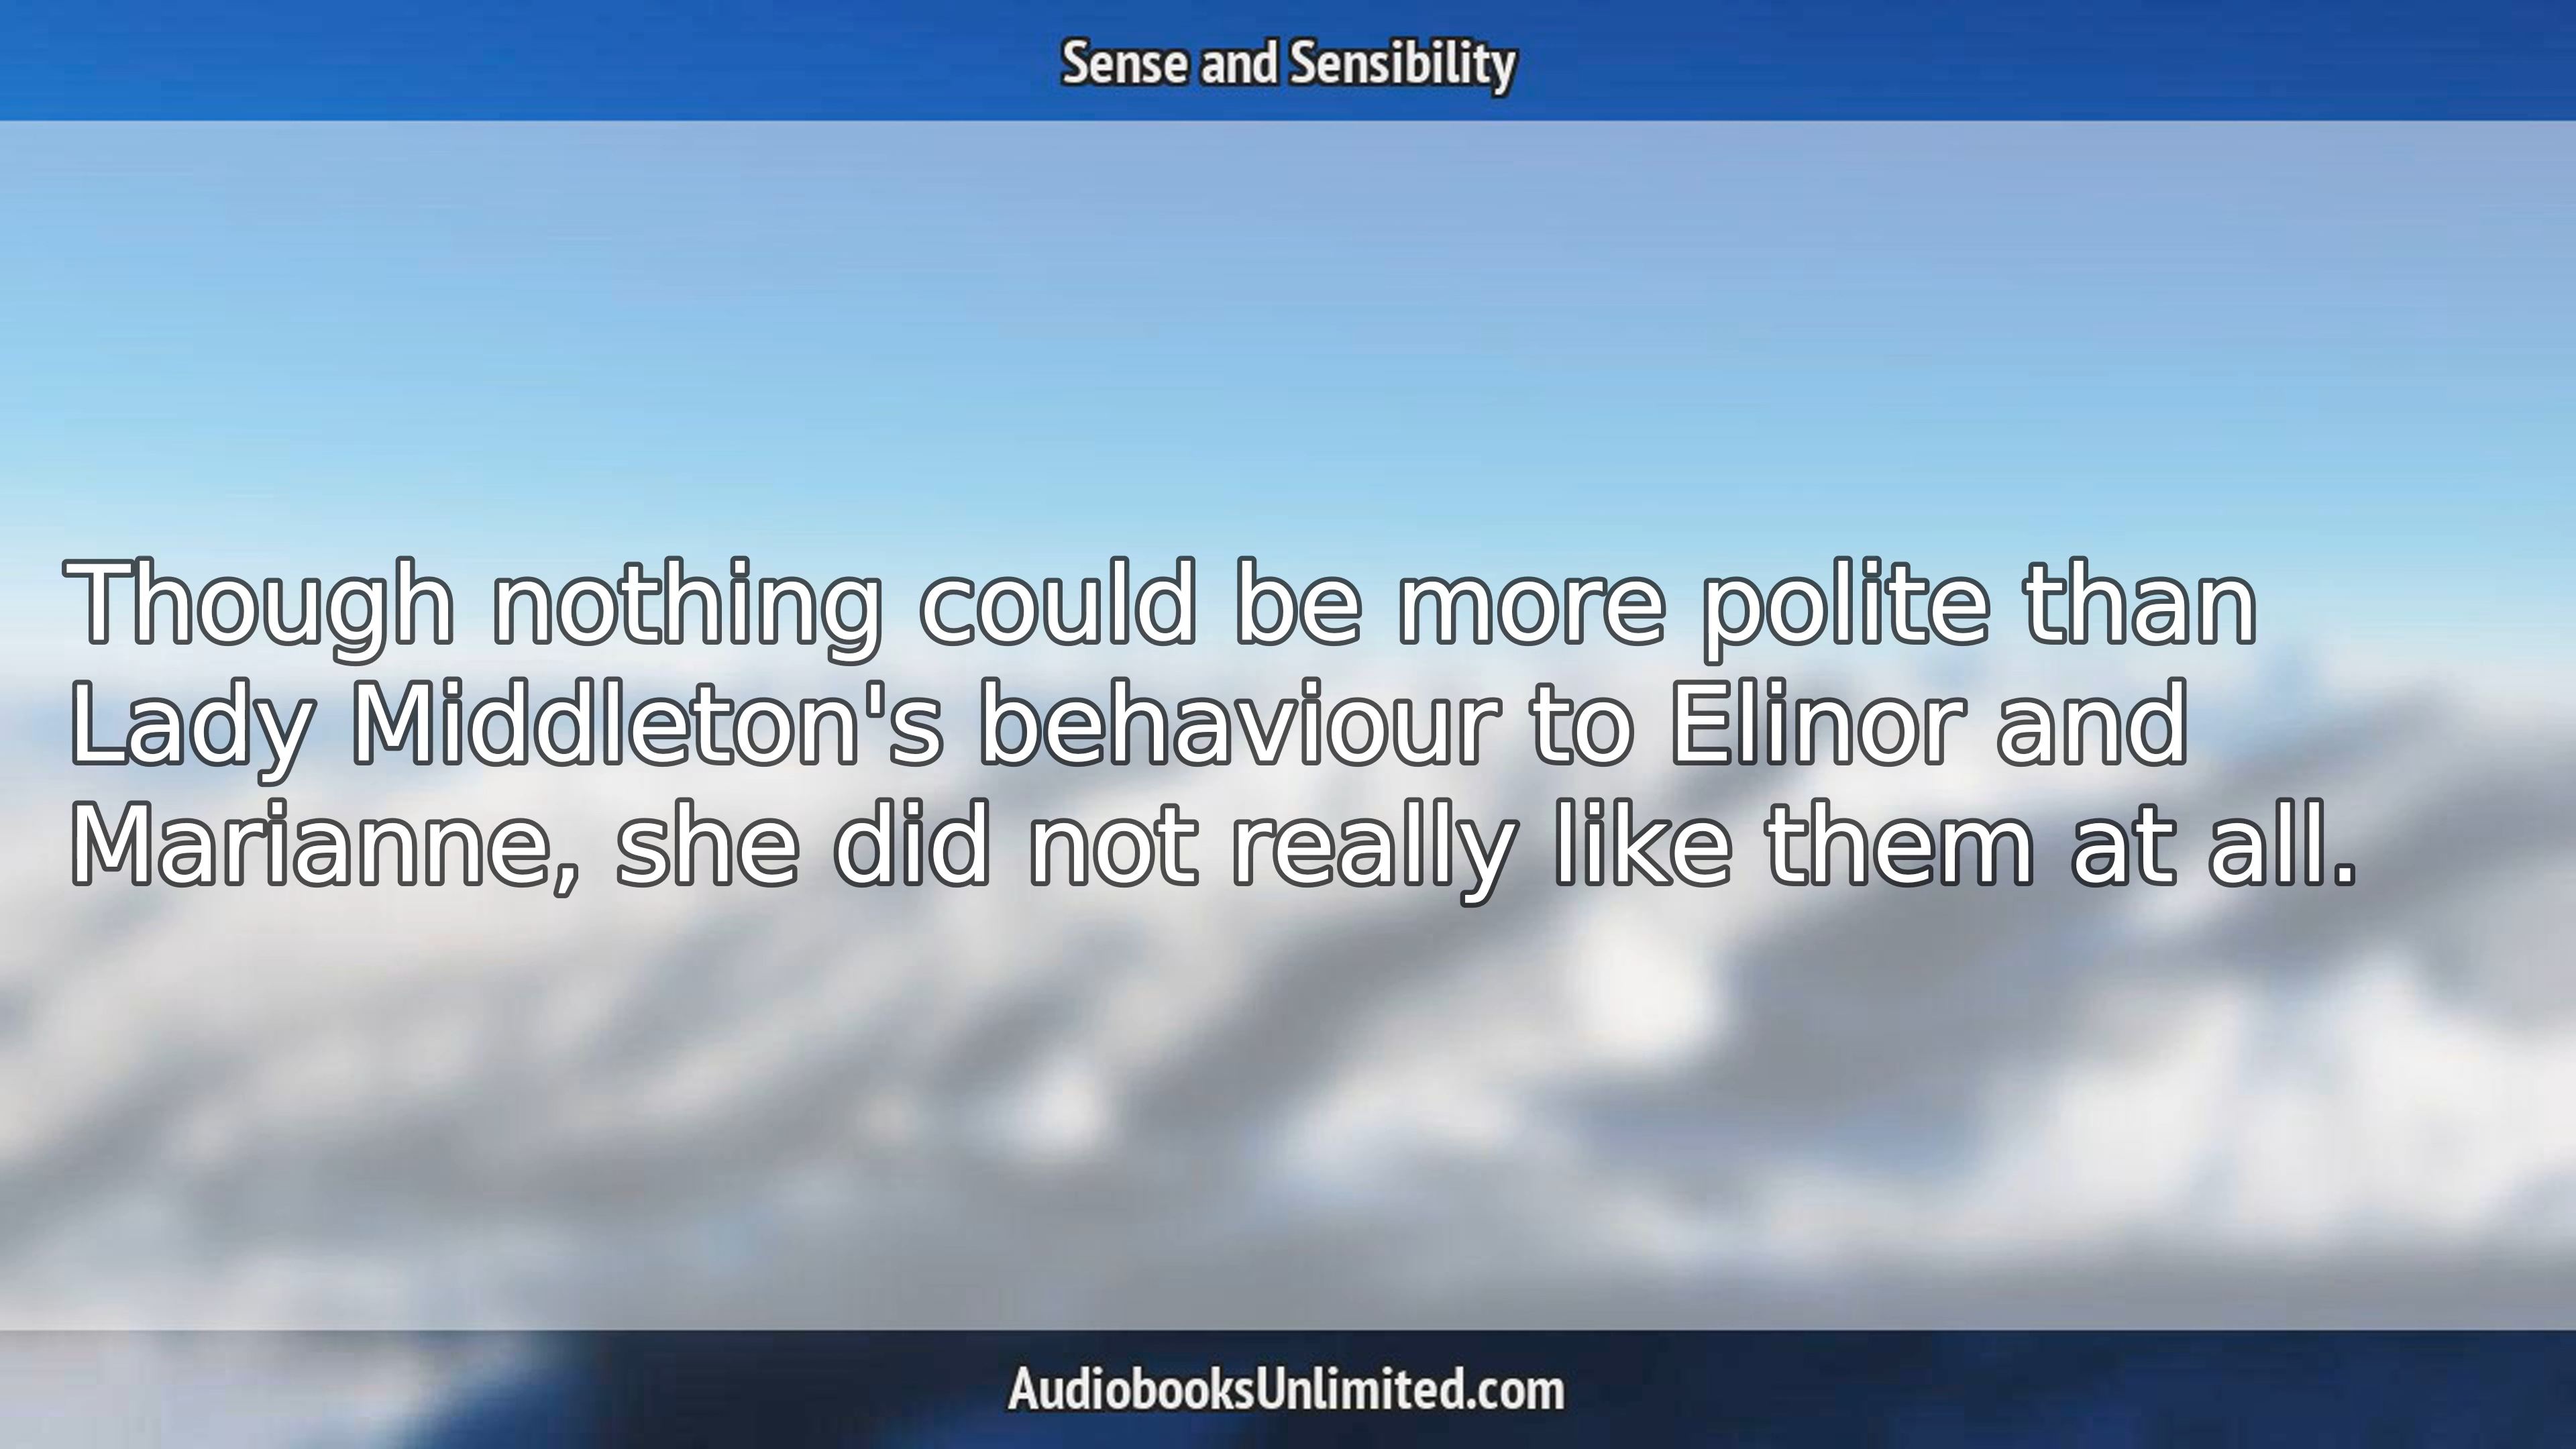 Sense and Sensibility
Though nothing could be more polite than
Lady Middleton's behaviour to Elinor and
Marianne, she did not really like them at all.
AudiobooksUnlimited.com